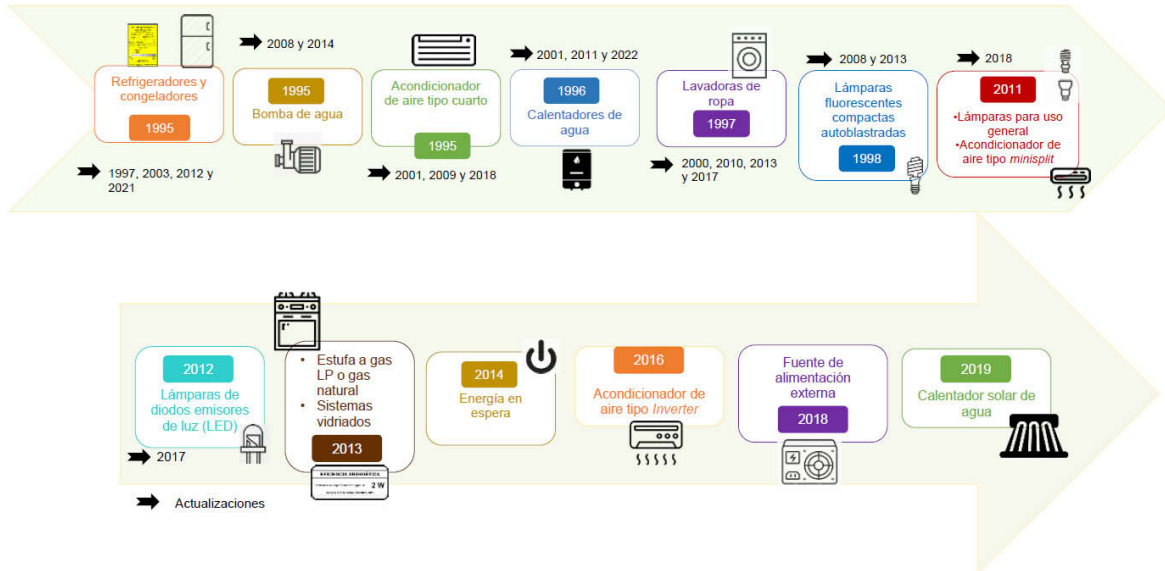 Refrigeradores y
congeladores
1995
1997, 2003, 2012 y
2021
2008 y 2014
1995
Bomba de agua
Acondicionador
de aire tipo cuarto
1995
2001, 2009 y 2018
2001, 2011 y 2022
1996
Calentadores de
agua
Lavadoras de
ropa
1997
2000, 2010, 2013
y 2017
2008 y 2013
Lámparas
fluorescentes
compactas
autoblastradas
1998
2018
2011
•Lámparas para uso
general
•Acondicionador de
aire tipo minisplit
2012
Lámparas de
diodos emisores
de luz (LED)
2017
• Estufa a gas
LP o gas
natural
• Sistemas
vidriados
2013
EFICIENCIA ENERGÉTICA
2 W
2014
Energía en
espera
2016
Acondicionador
de aire tipo Inverter
Fuente de
alimentación
externa
2018
2019
Calentador solar de
agua
Actualizaciones